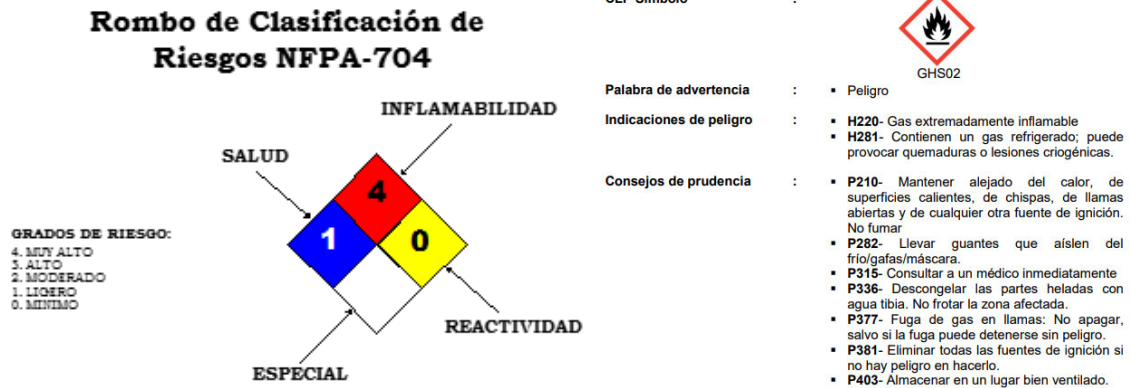 Rombo de Clasificación de
Riesgos NFPA-704
INFLAMABILIDAD
SALUD
4
1
0
GRADOS DE RIESGO:
4. MUY ALTO
3. ALTO
2. MODERADO
1. LIGERO
0. MINIMO
REACTIVIDAD
ESPECIAL
:
GHS02
Palabra de advertencia : ▪ Peligro
Indicaciones de peligro : ▪ H220- Gas extremadamente inflamable
▪ H281- Contienen un gas refrigerado; puede
provocar quemaduras o lesiones criogénicas.
Consejos de prudencia : ▪ P210- Mantener alejado del calor, de
superficies calientes, de chispas, de llamas
abiertas y de cualquier otra fuente de ignición.
No fumar
▪ P282- Llevar guantes que aíslen del
frío/gafas/máscara.
▪ P315- Consultar a un médico inmediatamente
▪ P336- Descongelar las partes heladas con
agua tibia. No frotar la zona afectada.
▪ P377- Fuga de gas en llamas: No apagar,
salvo si la fuga puede detenerse sin peligro.
▪ P381- Eliminar todas las fuentes de ignición si
no hay peligro en hacerlo.
▪ P403- Almacenar en un lugar bien ventilado.